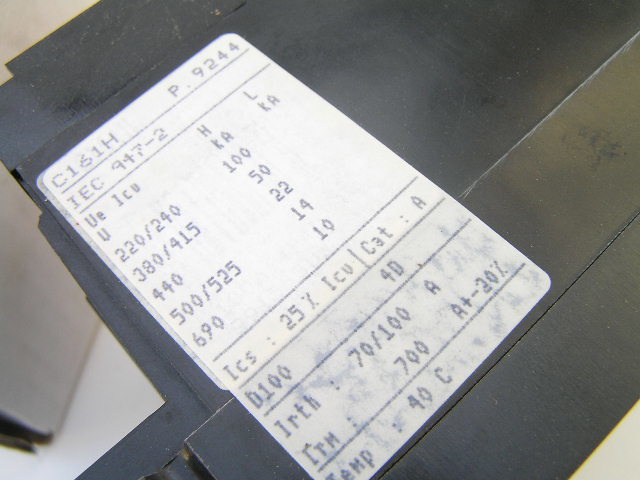 C161H P.9244
IEC 947-2 H L
Ue Icu kA kA
U
220/240 100
380/415 50
440 22
500/525 14
690 10
Ics : 25% Icu Cat : A
D100 4D
Irth : 70/100 A
Irm : 700 A+-20%
Temp : 40 C